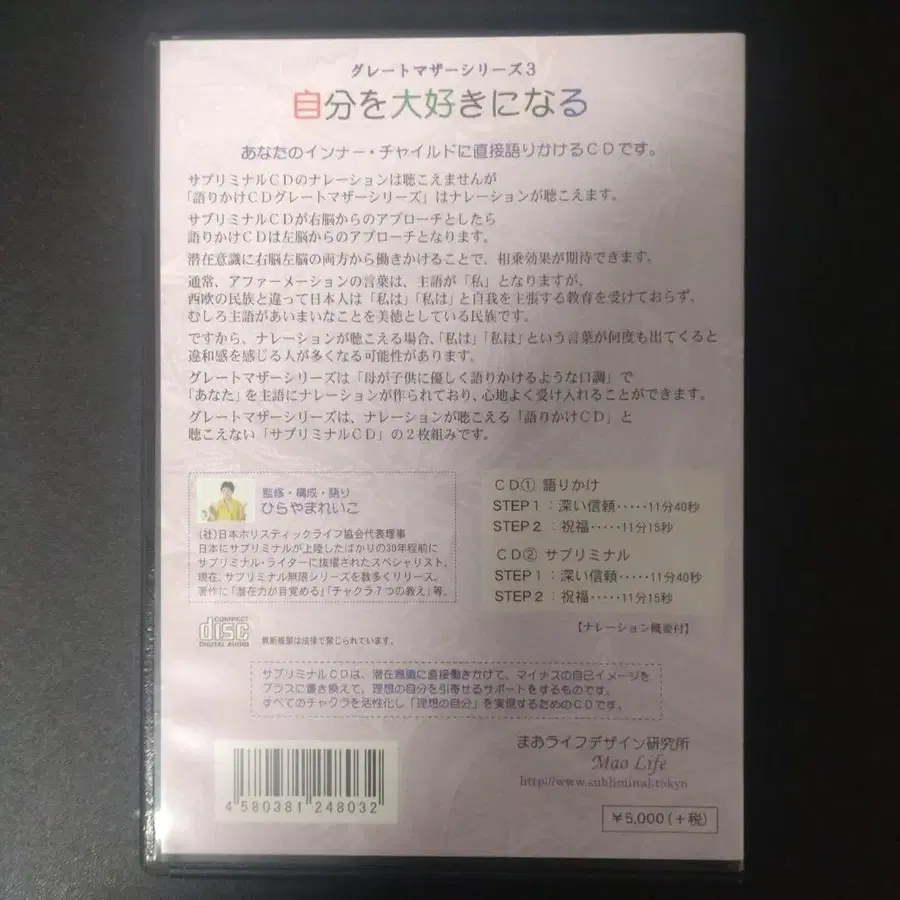 グレートマザーシリーズ3
自分を大好きになる
あなたのインナー・チャイルドに直接語りかけるCDです。
サブリミナルCDのナレーションは聴こえませんが
「語りかけCDグレートマザーシリーズ」はナレーションが聴こえます。
サブリミナルCDが右脳からのアプローチとしたら
語りかけCDは左脳からのアプローチとなります。
潜在意識に右脳左脳の両方から働きかけることで、相乗効果が期待できます。
通常、アファーメーションの言葉は、主語が「私」となりますが、
西欧の民族と違って日本人は「私は」「私は」と自我を主張する教育を受けておらず、
むしろ主語があいまいなことを美徳としている民族です。
ですから、ナレーションが聴こえる場合、「私は」「私は」という言葉が何度も出てくると
違和感を感じる人が多くなる可能性があります。
グレートマザーシリーズは「母が子供に優しく語りかけるような口調」で
「あなた」を主語にナレーションが作られており、心地よく受け入れることができます。
グレートマザーシリーズは、ナレーションが聴こえる「語りかけCD」と
聴こえない「サブリミナルCD」の2枚組みです。
監修・構成・語り
ひらやまれいこ
(社)日本ホリスティックライフ協会代表理事
日本にサブリミナルが上陸したばかりの30年程前に
サブリミナル・ライターに抜擢されたスペシャリスト。
現在、サブリミナル無限シリーズを数多くリリース。
著作に「潜在力が目覚める」「チャクラ7つの教え」等。
CD① 語りかけ
STEP1：深い信頼・・・・・11分40秒
STEP2：祝福・・・・・11分15秒
CD② サブリミナル
STEP1：深い信頼・・・・・11分40秒
STEP2：祝福・・・・・11分15秒
【ナレーション概要付】
COMPACT
disc
DIGITAL AUDIO
無断複製は法律で禁じられています。
サブリミナルCDは、潜在意識に直接働きかけて、マイナスの自己イメージを
プラスに書き換えて、理想の自分を引寄せるサポートをするものです。
すべてのチャクラを活性化し「理想の自分」を実現するためのCDです。
まおライフデザイン研究所
Mao Life
http://www.subliminal.tokyo
4 580381 248032
¥5,000(+税)